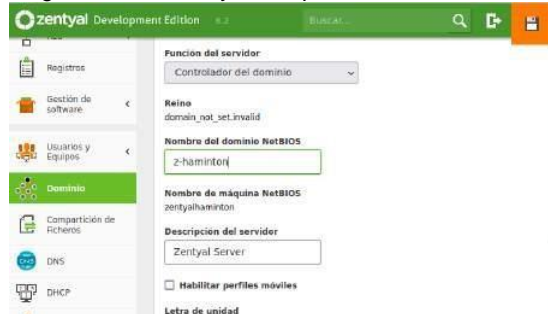 zentyal Development Edition 8.2
Buscar...
Función del servidor
Controlador del dominio
Registros
Gestión de software
Reino
domain_not_set.invalid
Usuarios y Equipos
Nombre del dominio NetBIOS
z-haminton
Dominio
Nombre de máquina NetBIOS
zentyalhaminton
Compartición de Ficheros
Descripción del servidor
Zentyal Server
DNS
DHCP
Habilitar perfiles móviles
Letra de unidad